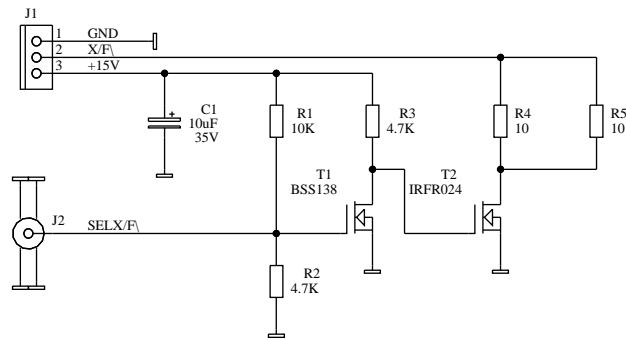 J1
1 GND
2 X/F\
3 +15V
C1
10uF
35V
R1
10K
R3
4.7K
R4
10
R5
10
T1
BSS138
T2
IRFR024
J2
SELX/F\
R2
4.7K